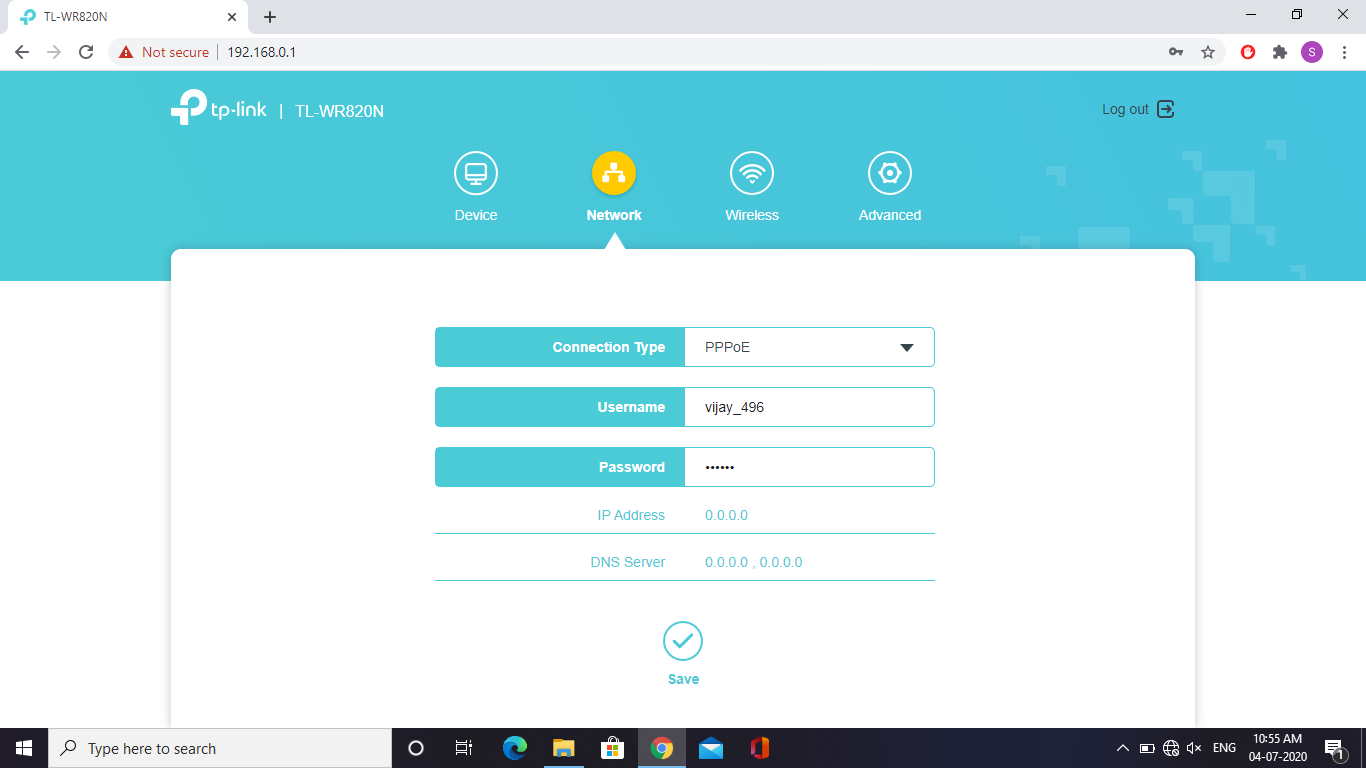 TL-WR820N
Not secure 192.168.0.1
S
tp-link | TL-WR820N
Log out
Device Network Wireless Advanced
Connection Type PPPoE
Username vijay_496
Password ••••••
IP Address 0.0.0.0
DNS Server 0.0.0.0 , 0.0.0.0
Save
Type here to search
ENG
10:55 AM
04-07-2020
1